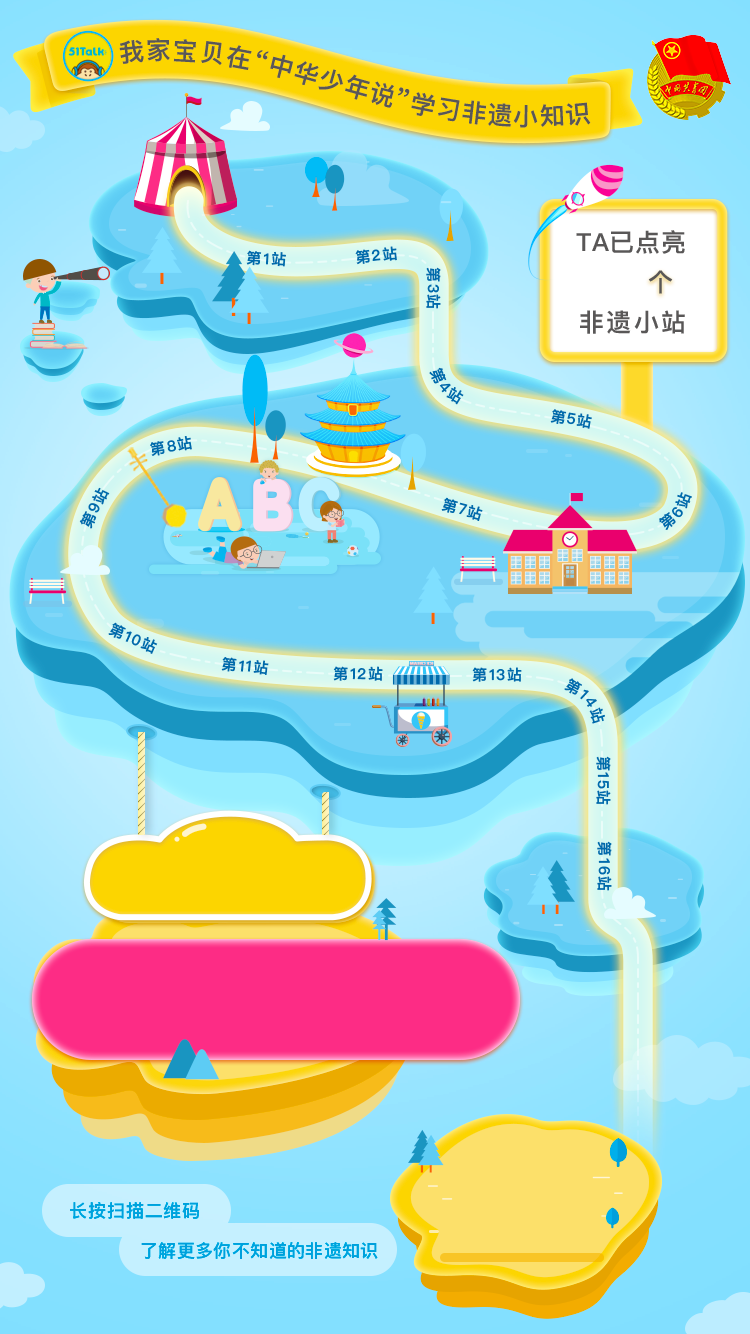 51Talk
我家宝贝在“中华少年说”学习非遗小知识
中国共青团
TA已点亮
个
非遗小站
第1站
第2站
第3站
第4站
第5站
第6站
第7站
第8站
ABC
第9站
第10站
第11站
第12站
第13站
第14站
第15站
第16站
长按扫描二维码
了解更多你不知道的非遗知识